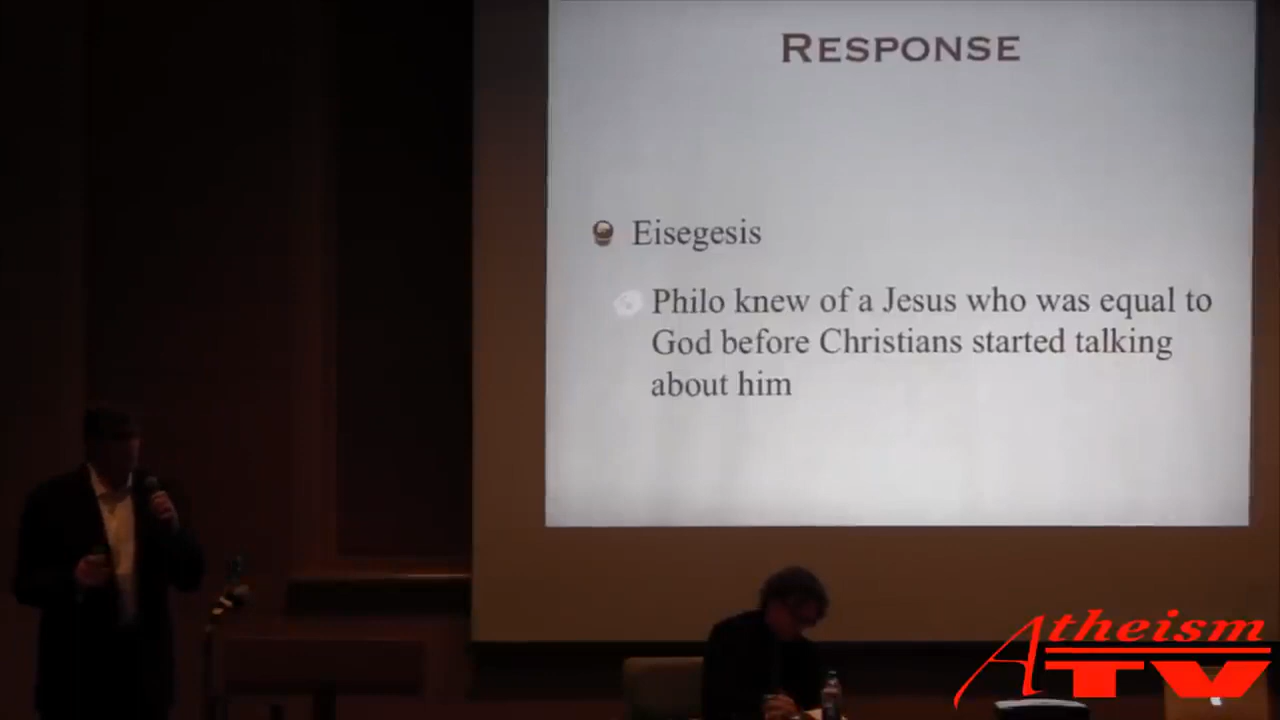 RESPONSE
Eisegesis
Philo knew of a Jesus who was equal to
God before Christians started talking
about him
Atheism
TV